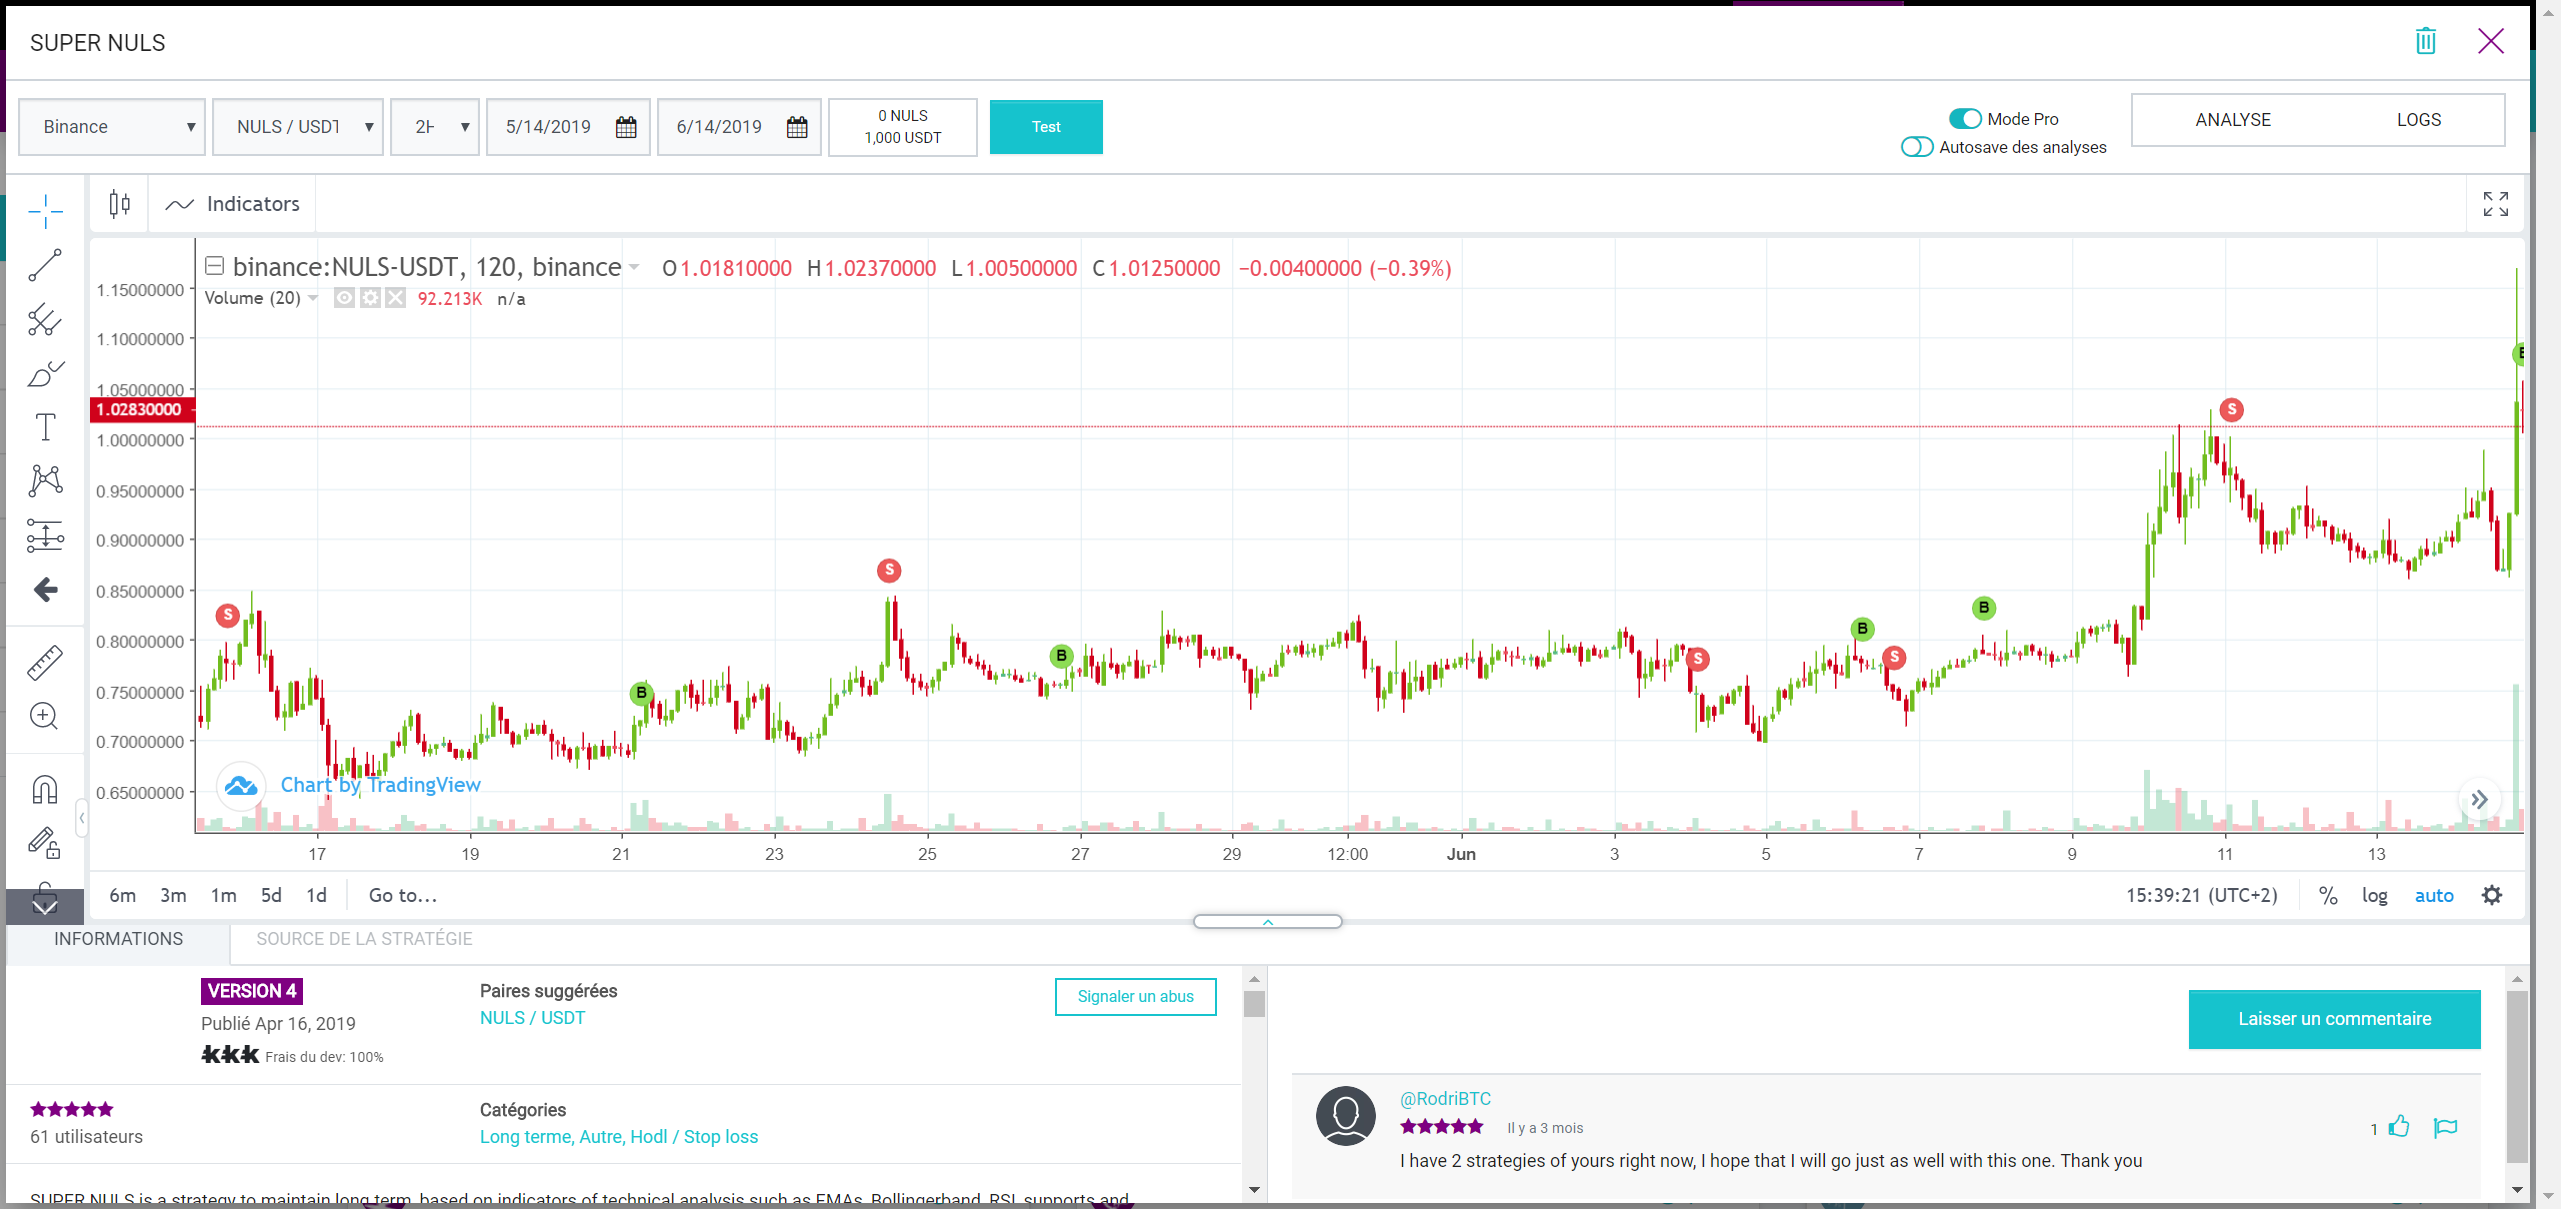 SUPER NULS
Binance
NULS / USDT
2H
5/14/2019
6/14/2019
0 NULS
1,000 USDT
Test
Mode Pro
Autosave des analyses
ANALYSE
LOGS
Indicators
binance:NULS-USDT, 120, binance O1.01810000 H1.02370000 L1.00500000 C1.01250000 −0.00400000 (−0.39%)
Volume (20) 92.213K n/a
1.15000000
1.10000000
1.05000000
1.02830000
1.00000000
0.95000000
0.90000000
0.85000000
0.80000000
0.75000000
0.70000000
0.65000000
S
B
S
B
S
B
S
B
S
Chart by TradingView
17 19 21 23 25 27 29 12:00 Jun 3 5 7 9 11 13
6m 3m 1m 5d 1d Go to...
15:39:21 (UTC+2) % log auto
INFORMATIONS
SOURCE DE LA STRATÉGIE
VERSION 4
Publié Apr 16, 2019
Frais du dev: 100%
Paires suggérées
NULS / USDT
Signaler un abus
61 utilisateurs
Catégories
Long terme, Autre, Hodl / Stop loss
SUPER NULS is a strategy to maintain long term, based on indicators of technical analysis such as EMAs, Bollingerband, RSI, supports and
Laisser un commentaire
@RodriBTC
Il y a 3 mois
1
I have 2 strategies of yours right now, I hope that I will go just as well with this one. Thank you